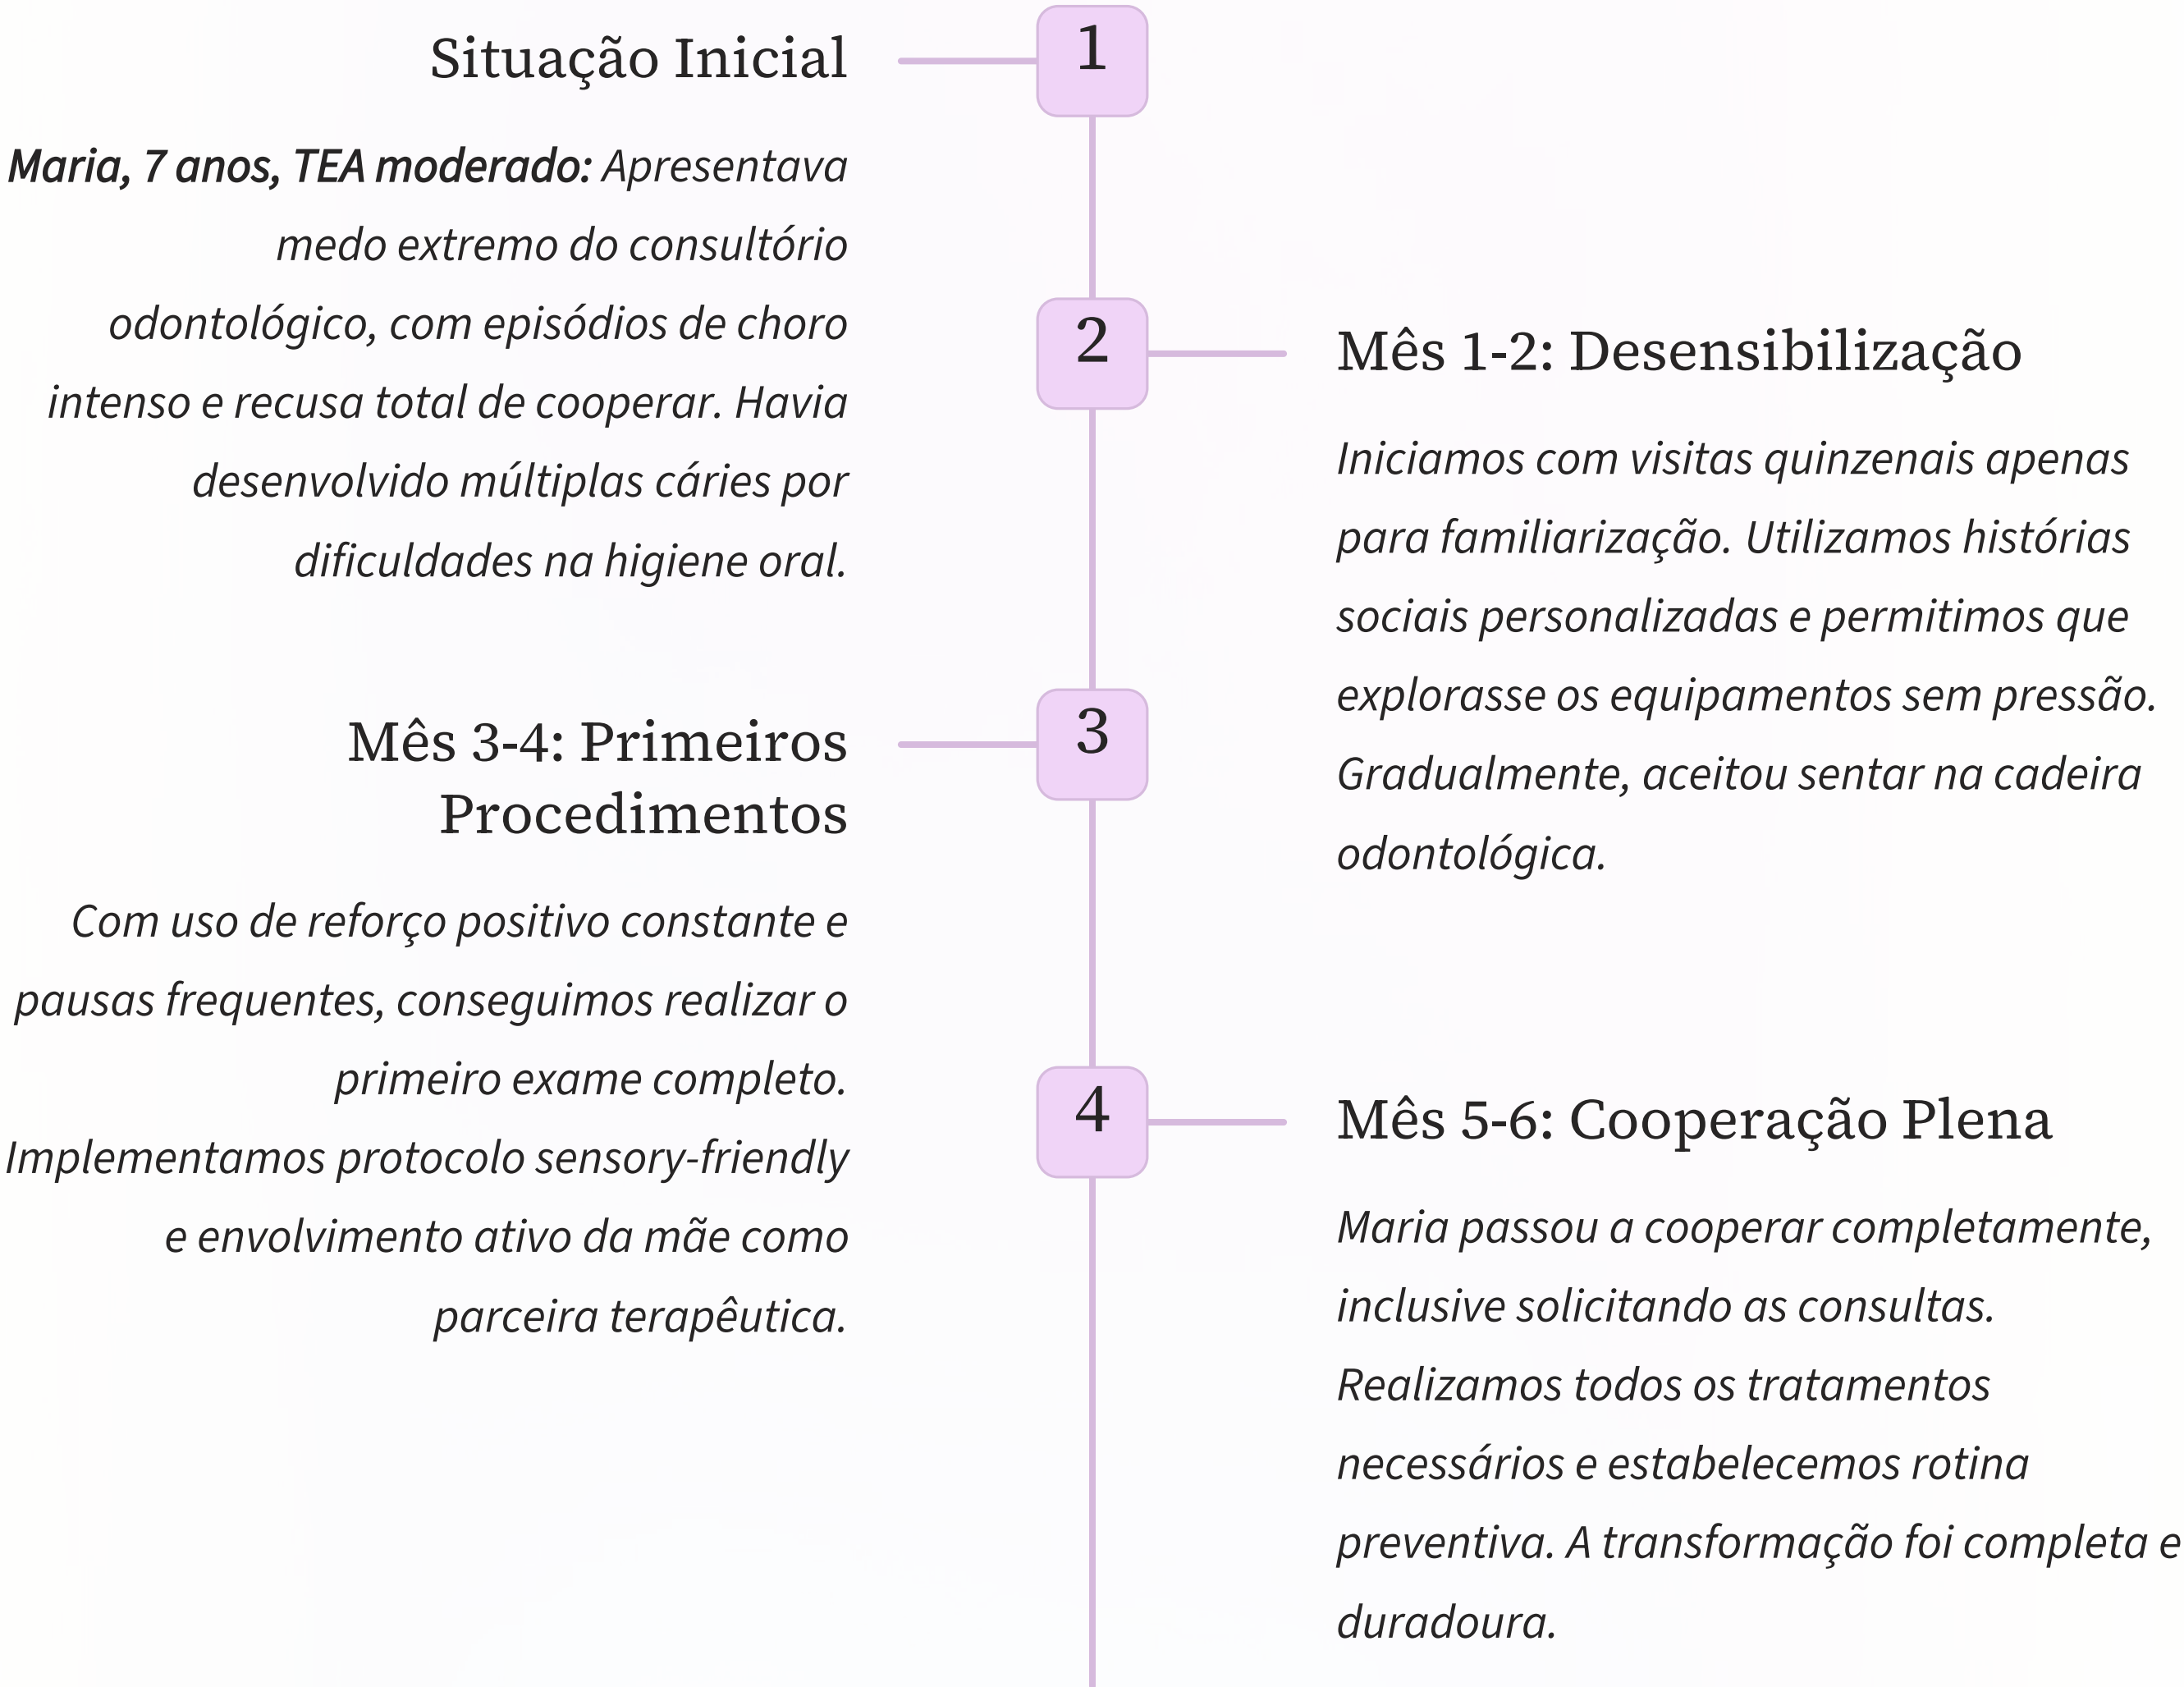 1
Situação Inicial
Maria, 7 anos, TEA moderado: Apresentava
medo extremo do consultório
odontológico, com episódios de choro
intenso e recusa total de cooperar. Havia
desenvolvido múltiplas cáries por
dificuldades na higiene oral.
2
Mês 1-2: Desensibilização
Iniciamos com visitas quinzenais apenas
para familiarização. Utilizamos histórias
sociais personalizadas e permitimos que
explorasse os equipamentos sem pressão.
Gradualmente, aceitou sentar na cadeira
odontológica.
3
Mês 3-4: Primeiros
Procedimentos
Com uso de reforço positivo constante e
pausas frequentes, conseguimos realizar o
primeiro exame completo.
Implementamos protocolo sensory-friendly
e envolvimento ativo da mãe como
parceira terapêutica.
4
Mês 5-6: Cooperação Plena
Maria passou a cooperar completamente,
inclusive solicitando as consultas.
Realizamos todos os tratamentos
necessários e estabelecemos rotina
preventiva. A transformação foi completa e
duradoura.